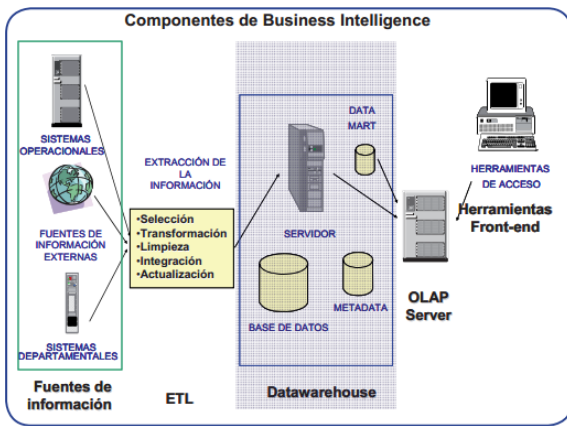 Componentes de Business Intelligence
SISTEMAS
OPERACIONALES
FUENTES DE
INFORMACIÓN
EXTERNAS
SISTEMAS
DEPARTAMENTALES
Fuentes de
información
EXTRACCIÓN DE
LA
INFORMACIÓN
•Selección
•Transformación
•Limpieza
•Integración
•Actualización
ETL
DATA
MART
SERVIDOR
BASE DE DATOS
METADATA
Datawarehouse
OLAP
Server
HERRAMIENTAS
DE ACCESO
Herramientas
Front-end